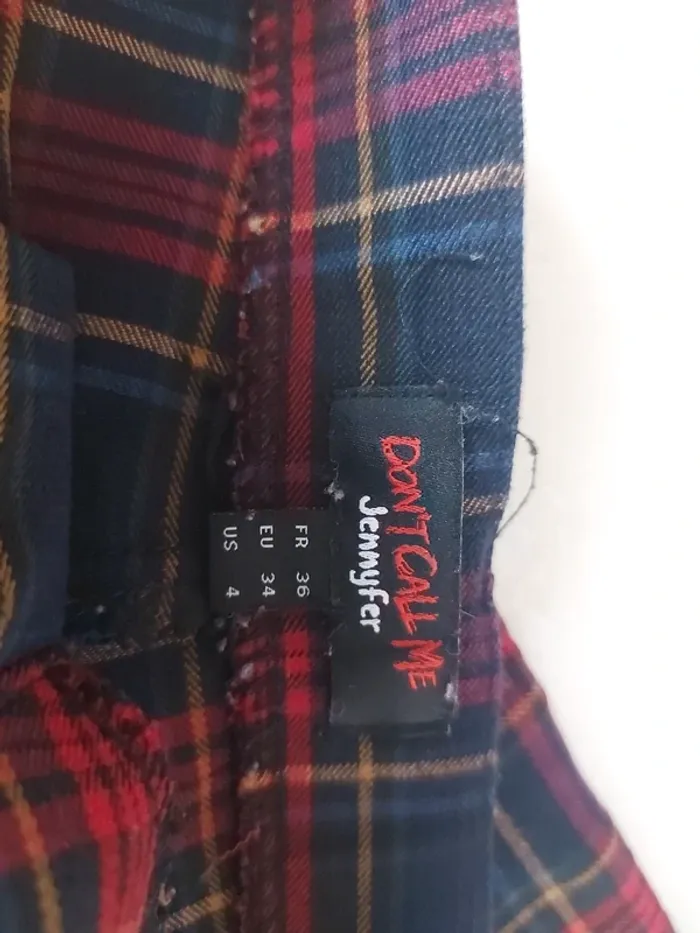 DON'T CALL ME
Jennyfer
FR 36
EU 34
US 4